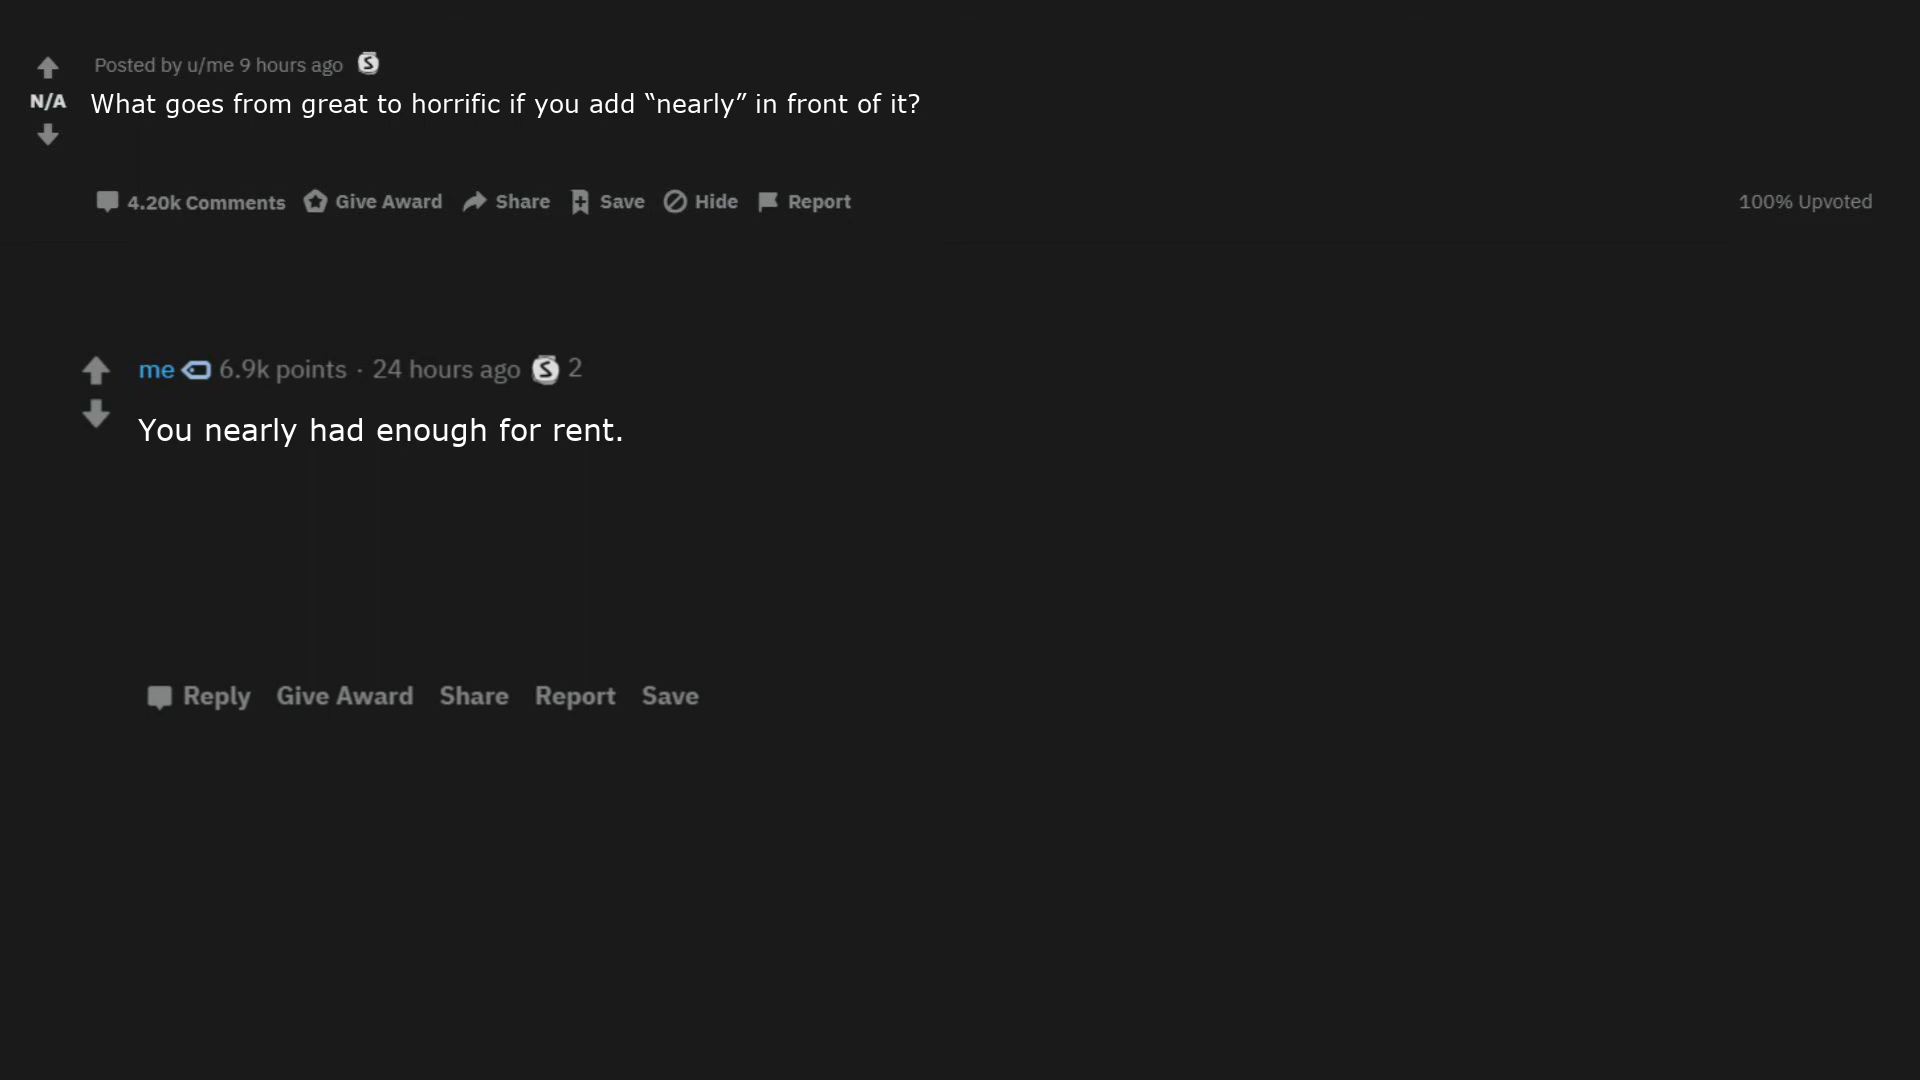 Posted by u/me 9 hours ago S
N/A
What goes from great to horrific if you add “nearly” in front of it?
4.20k Comments Give Award Share Save Hide Report 100% Upvoted
me 6.9k points · 24 hours ago S 2
You nearly had enough for rent.
Reply Give Award Share Report Save